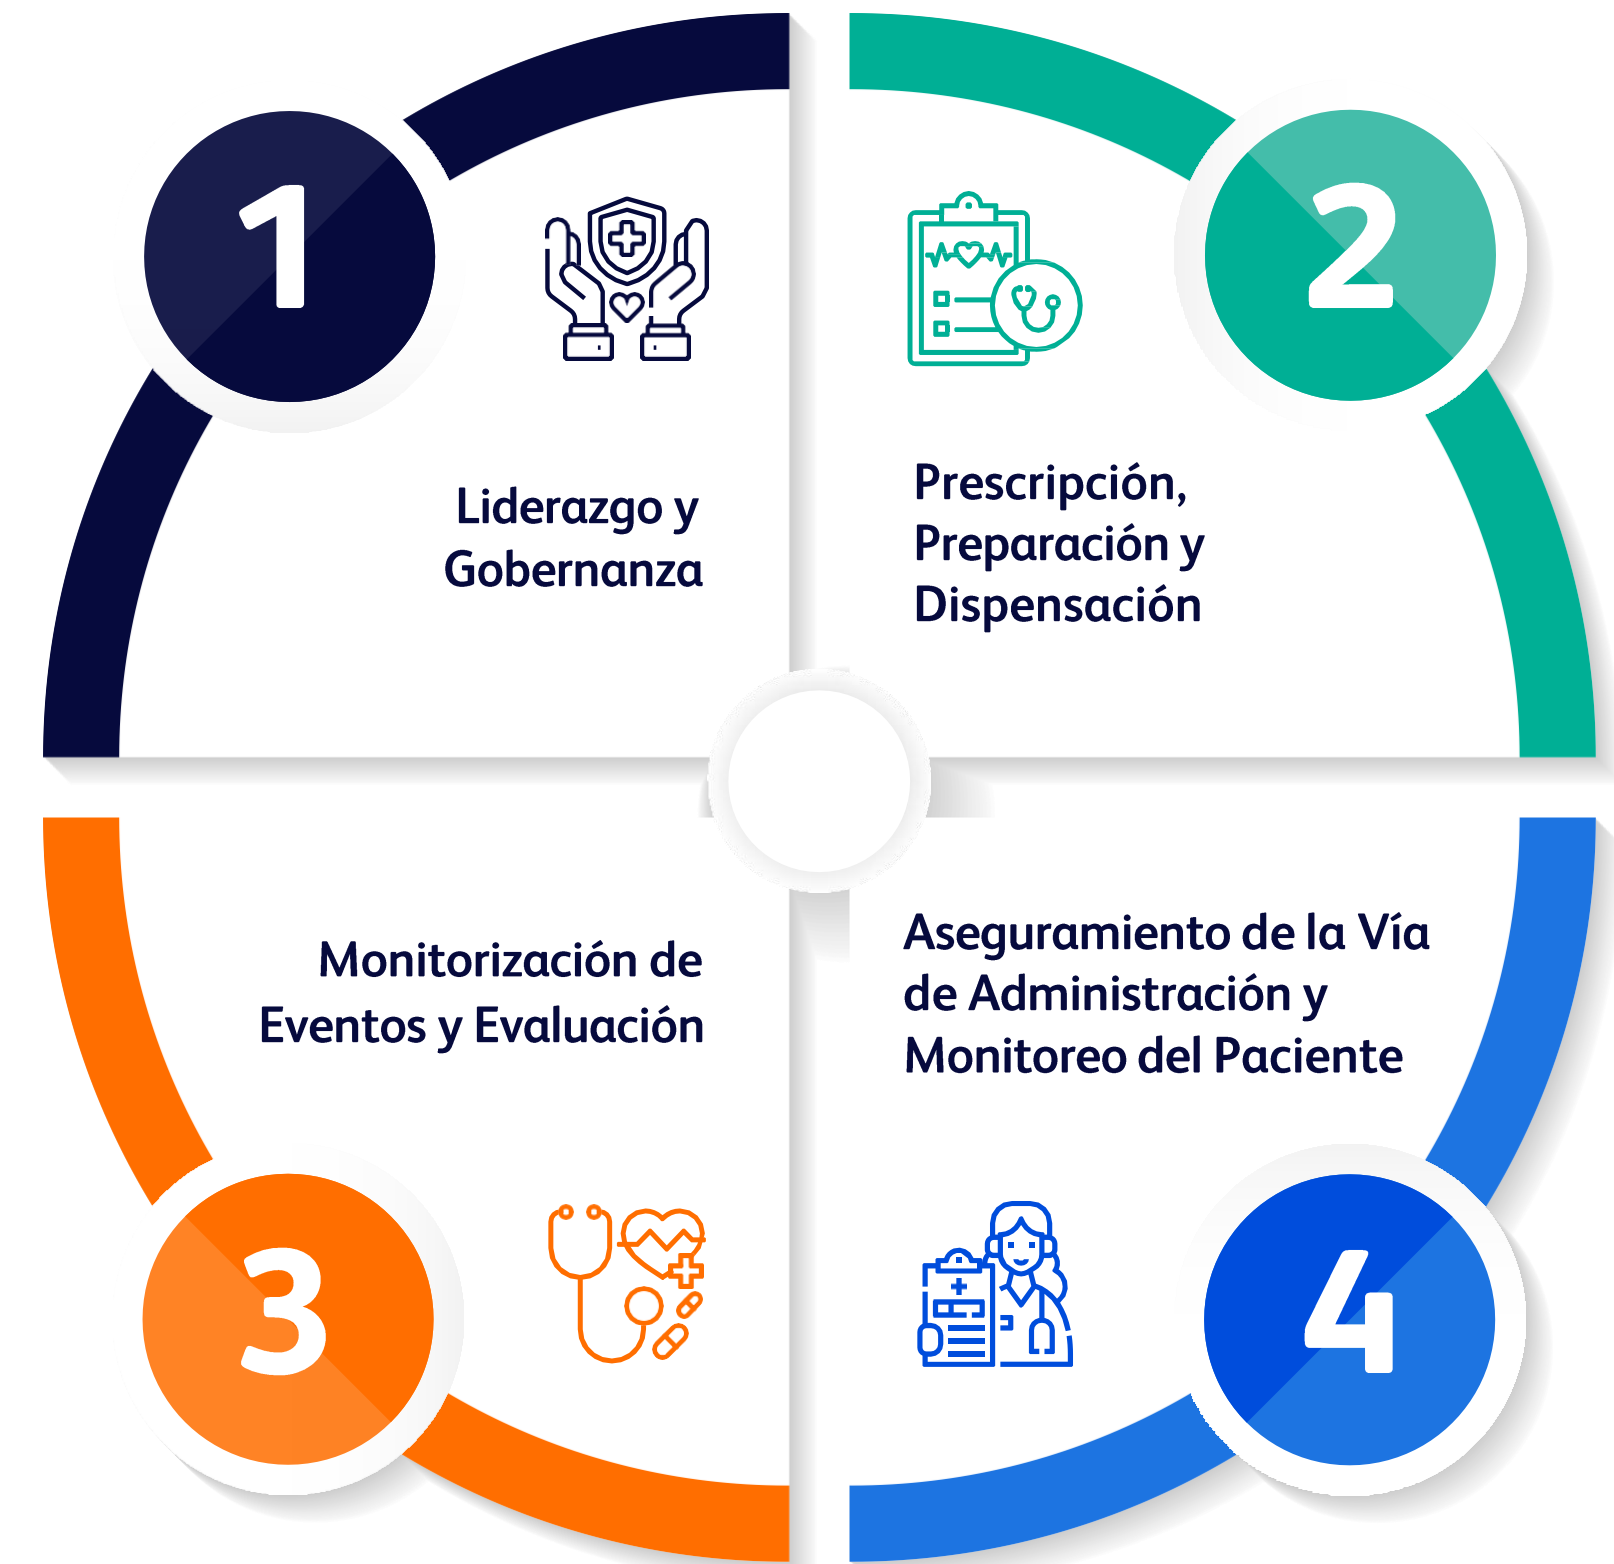 1
Liderazgo y
Gobernanza
2
Prescripción,
Preparación y
Dispensación
3
Monitorización de
Eventos y Evaluación
4
Aseguramiento de la Vía
de Administración y
Monitoreo del Paciente